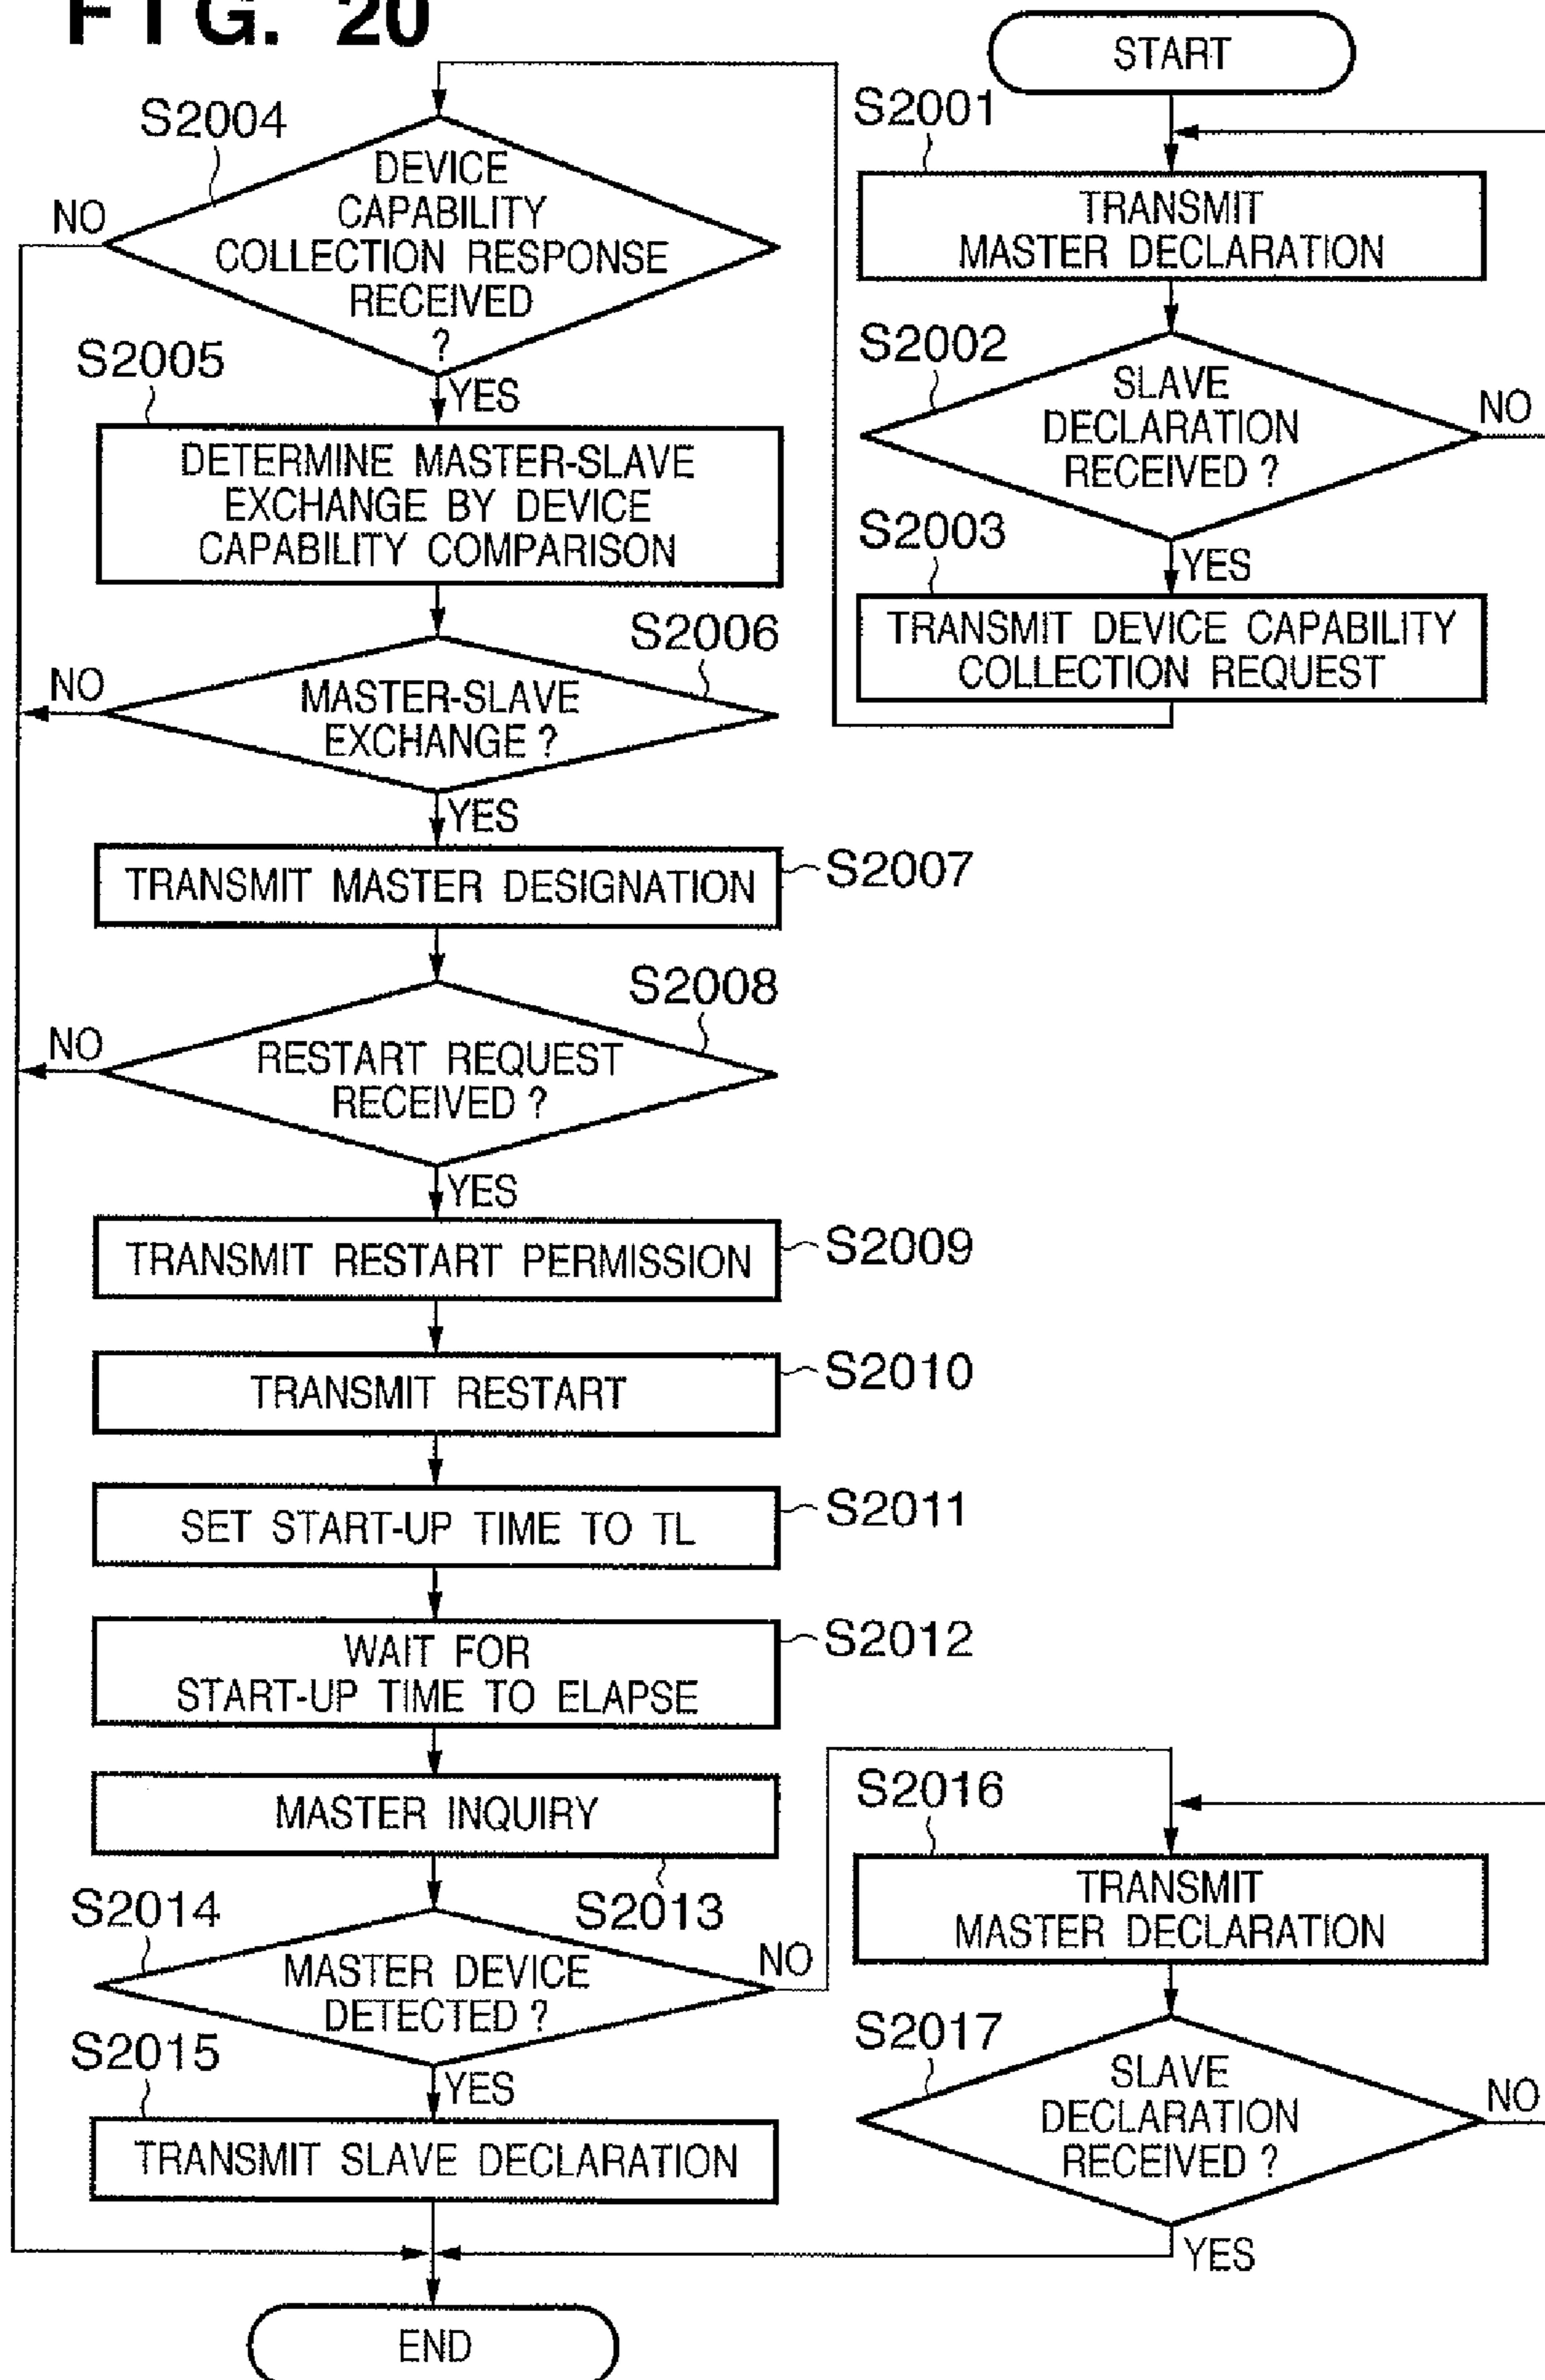 FIG. 20
START
S2001
TRANSMIT
MASTER DECLARATION
S2002
SLAVE
DECLARATION
RECEIVED ?
NO
YES
S2003
TRANSMIT DEVICE CAPABILITY
COLLECTION REQUEST
S2004
DEVICE
CAPABILITY
COLLECTION RESPONSE
RECEIVED
?
NO
YES
S2005
DETERMINE MASTER-SLAVE
EXCHANGE BY DEVICE
CAPABILITY COMPARISON
S2006
MASTER-SLAVE
EXCHANGE ?
NO
YES
TRANSMIT MASTER DESIGNATION
S2007
S2008
RESTART REQUEST
RECEIVED ?
NO
YES
TRANSMIT RESTART PERMISSION
S2009
TRANSMIT RESTART
S2010
SET START-UP TIME TO TL
S2011
WAIT FOR
START-UP TIME TO ELAPSE
S2012
MASTER INQUIRY
S2013
S2014
MASTER DEVICE
DETECTED ?
NO
YES
S2015
TRANSMIT SLAVE DECLARATION
S2016
TRANSMIT
MASTER DECLARATION
S2017
SLAVE
DECLARATION
RECEIVED ?
NO
YES
END